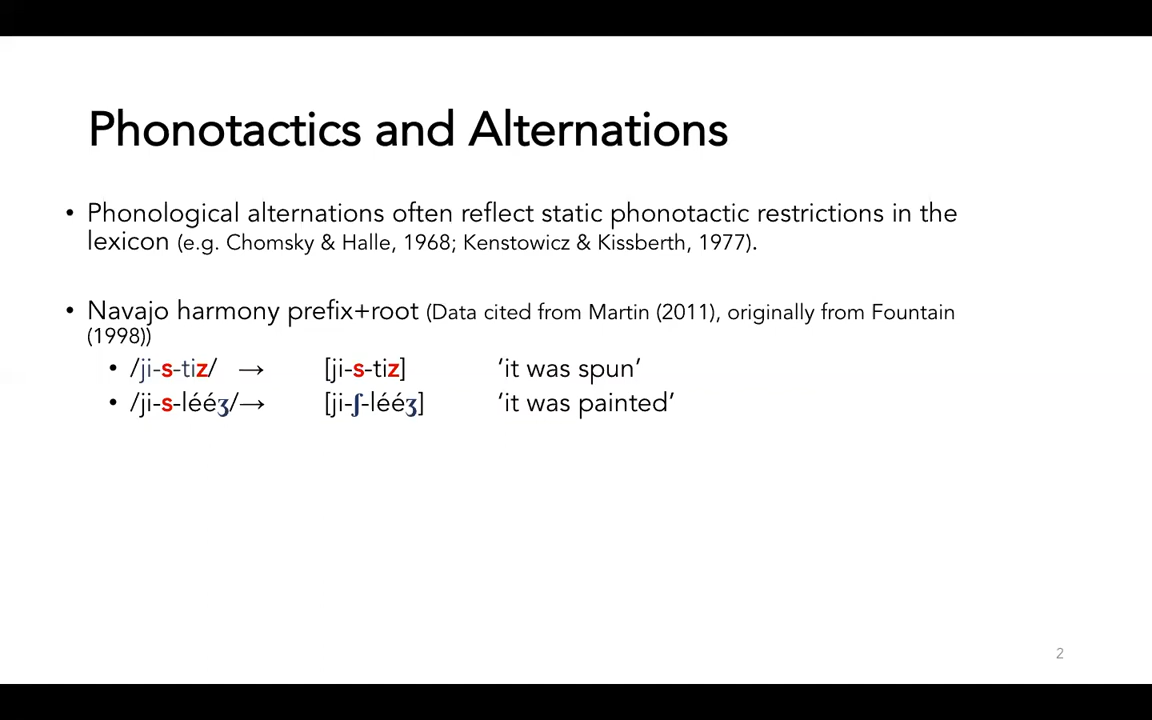 Phonotactics and Alternations
• Phonological alternations often reflect static phonotactic restrictions in the
lexicon (e.g. Chomsky & Halle, 1968; Kenstowicz & Kissberth, 1977).
• Navajo harmony prefix+root (Data cited from Martin (2011), originally from Fountain
(1998))
• /ji-s-tiz/ → [ji-s-tiz] ‘it was spun’
• /ji-s-lééʒ/→ [ji-ʃ-lééʒ] ‘it was painted’
2